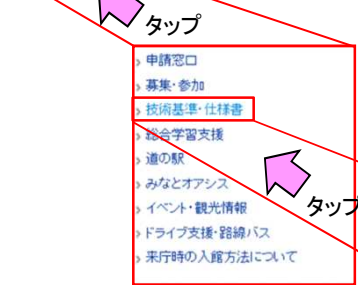 タップ
申請窓口
募集・参加
技術基準・仕様書
総合学習支援
道の駅
みなとオアシス
イベント・観光情報
タップ
ドライブ支援・路線バス
来庁時の入館方法について